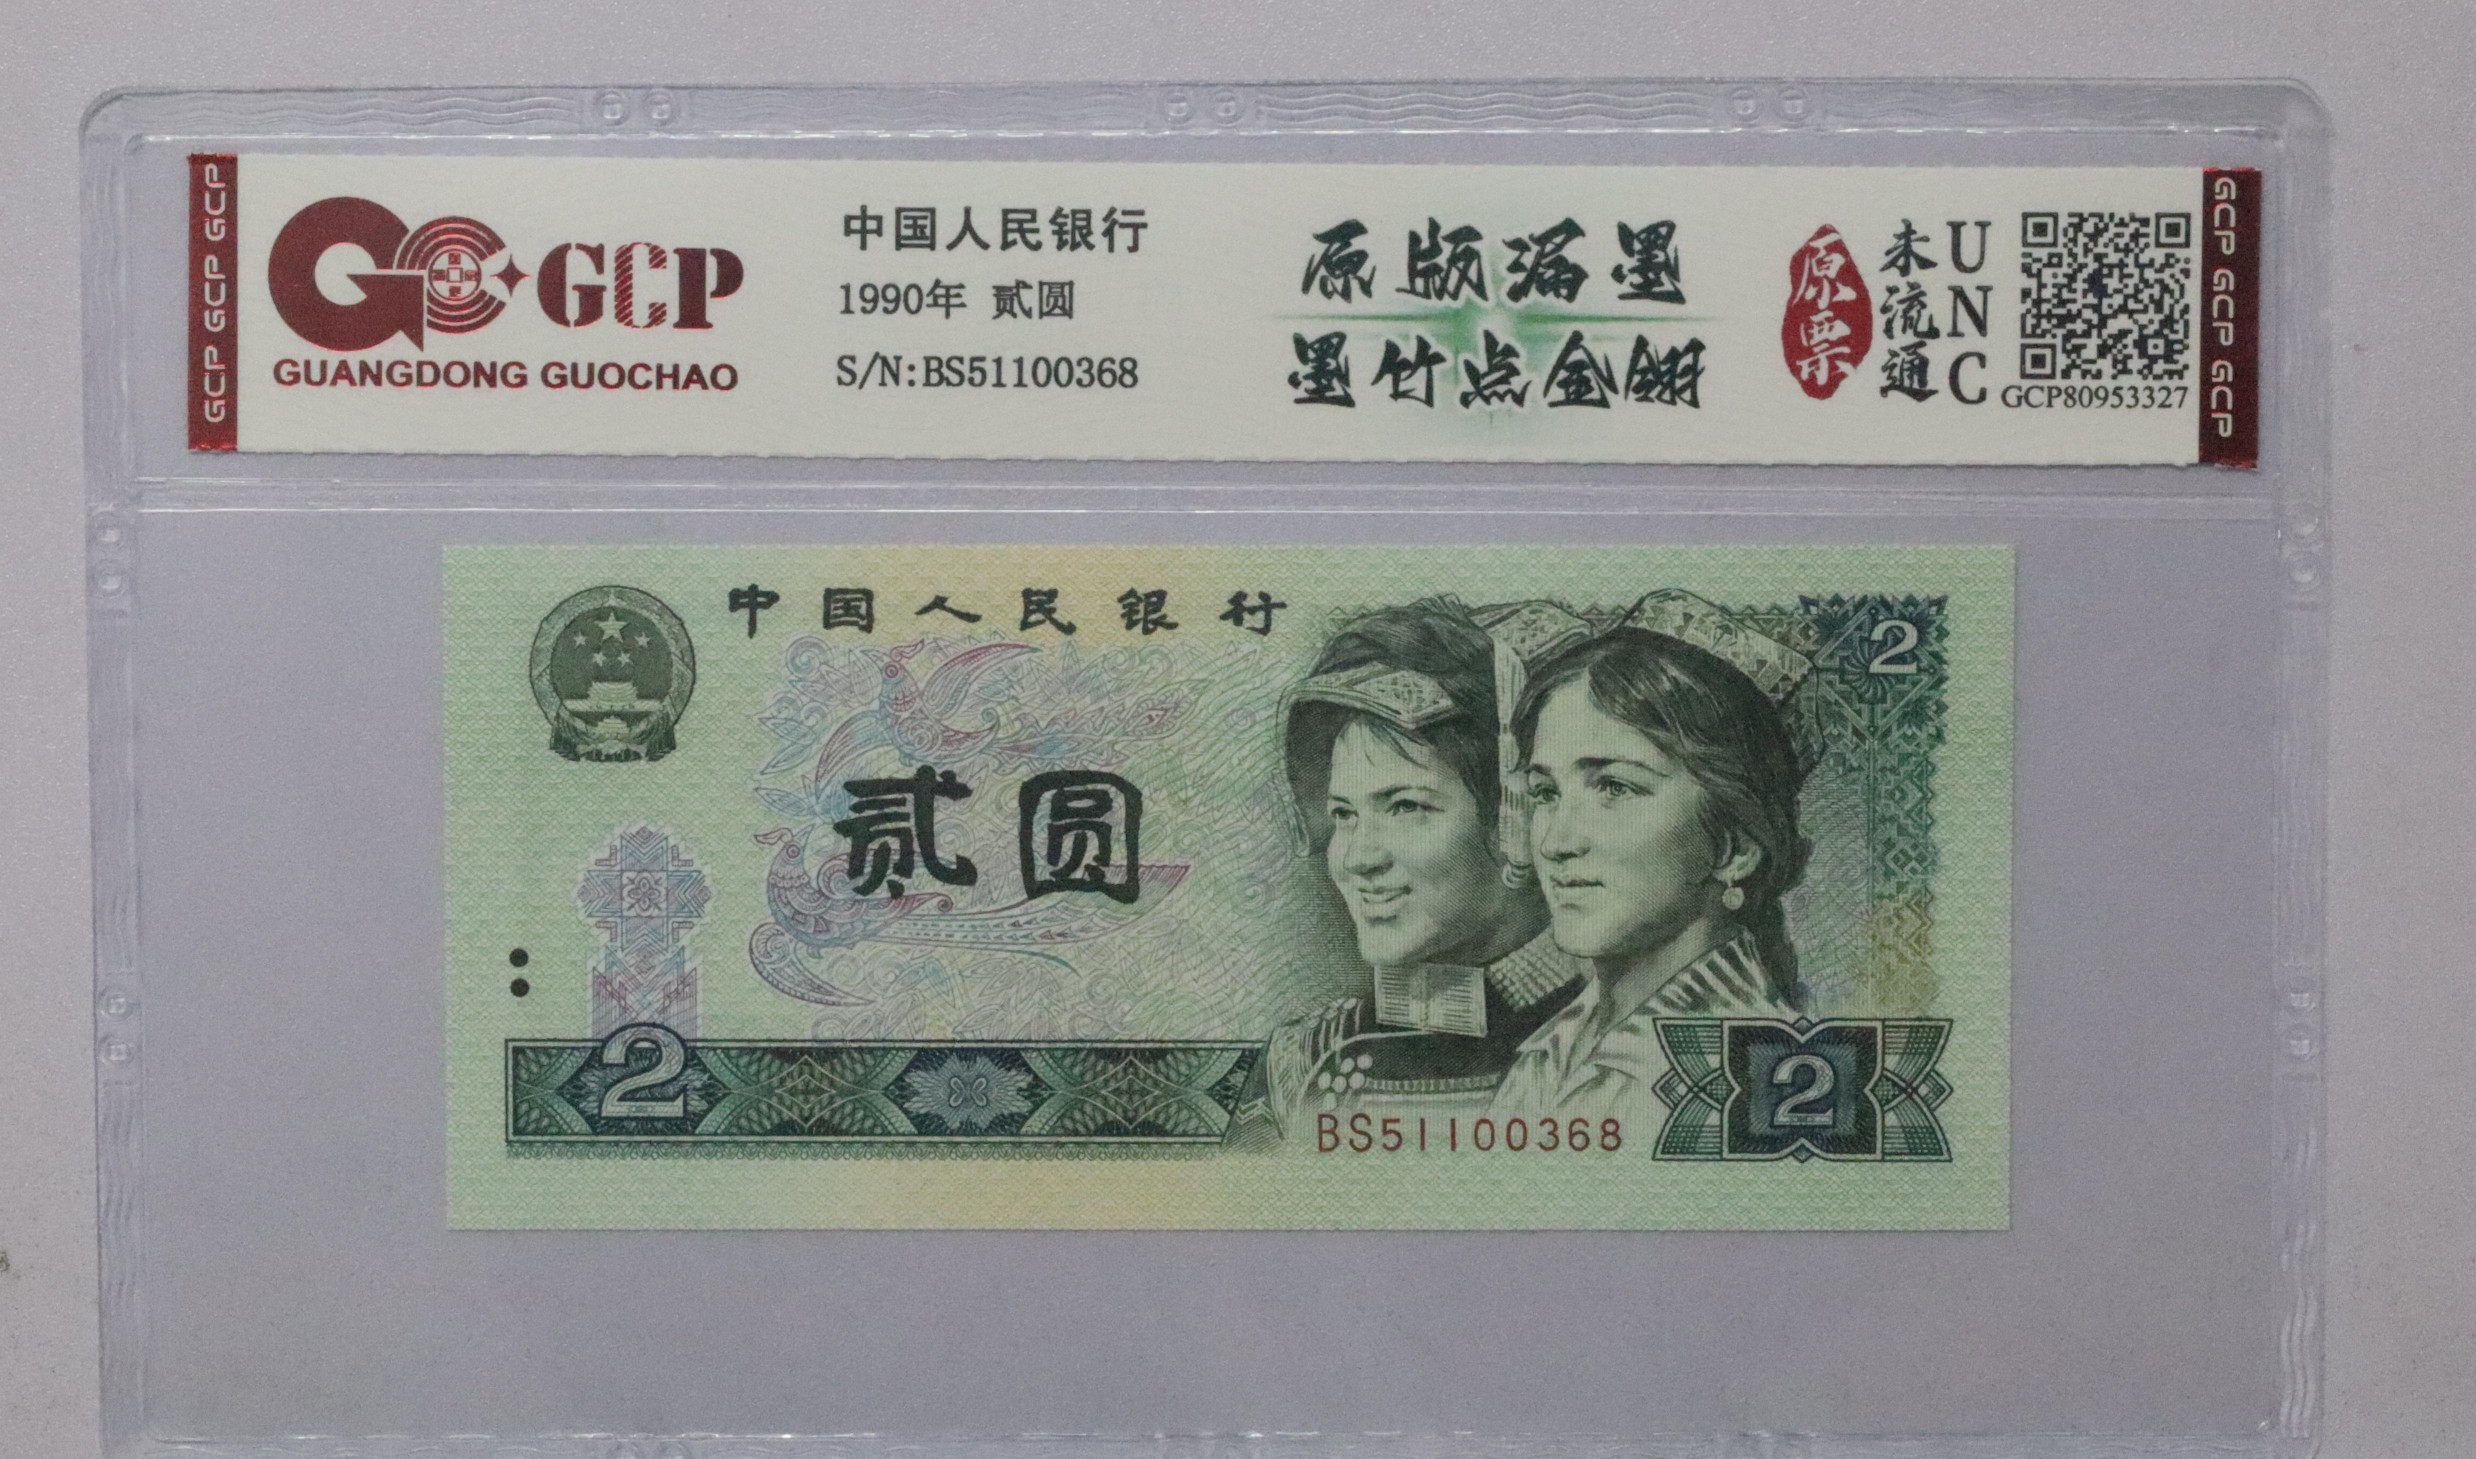 GCP GCP GCP
GCP
GUANGDONG GUOCHAO
中国人民银行
1990年 贰圆
S/N:BS51100368
原版漏墨
墨竹点金翎
原票
未流通
UNC
GCP80953327
GCP GCP GCP
中国人民银行
2
贰圆
2
BS51100368
2